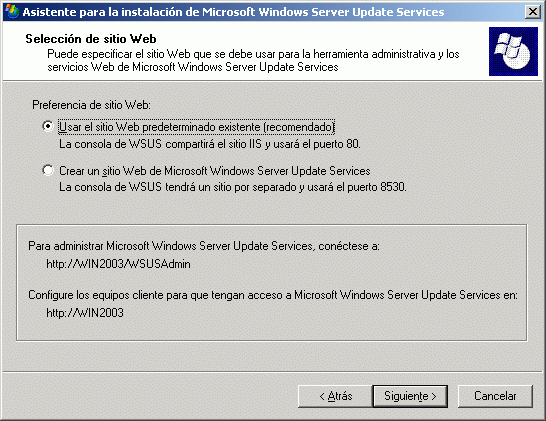 Asistente para la instalación de Microsoft Windows Server Update Services
Selección de sitio Web
Puede especificar el sitio Web que se debe usar para la herramienta administrativa y los
servicios Web de Microsoft Windows Server Update Services
Preferencia de sitio Web:
Usar el sitio Web predeterminado existente (recomendado)
La consola de WSUS compartirá el sitio IIS y usará el puerto 80.
Crear un sitio Web de Microsoft Windows Server Update Services
La consola de WSUS tendrá un sitio por separado y usará el puerto 8530.
Para administrar Microsoft Windows Server Update Services, conéctese a:
http://WIN2003/WSUSAdmin
Configure los equipos cliente para que tengan acceso a Microsoft Windows Server Update Services en:
http://WIN2003
< Atrás
Siguiente >
Cancelar